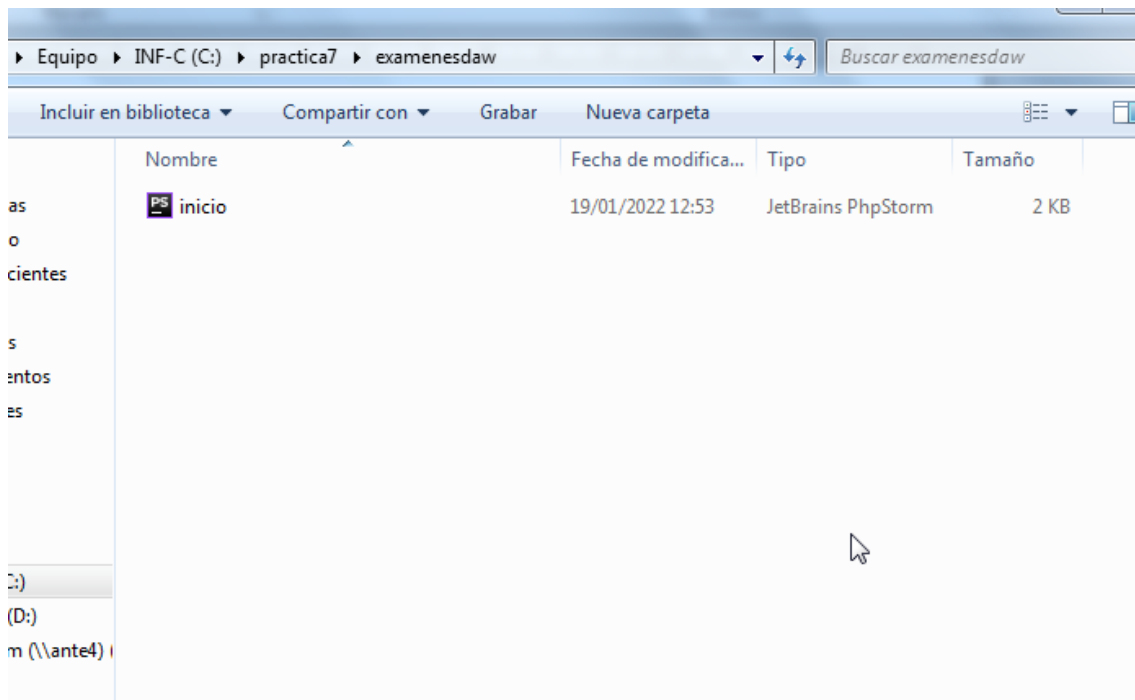 Equipo INF-C (C:) practica7 examenesdaw Buscar examenesdaw
Incluir en biblioteca Compartir con Grabar Nueva carpeta
Nombre Fecha de modifica... Tipo Tamaño
as
PS inicio 19/01/2022 12:53 JetBrains PhpStorm 2 KB
o
cientes
s
entos
es
C:)
(D:)
m (\\ante4) (